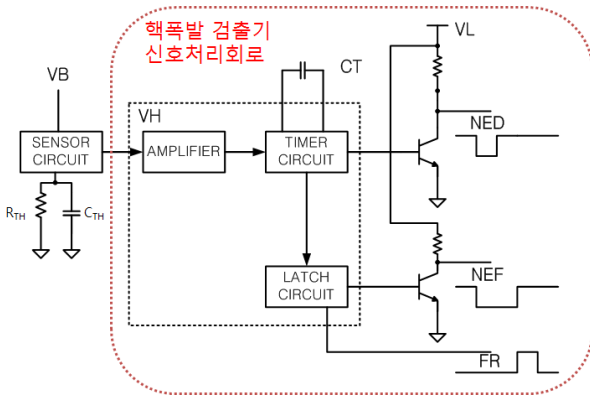 핵폭발 검출기
신호처리회로
VL
CT
VB
VH
NED
SENSOR
CIRCUIT
AMPLIFIER
TIMER
CIRCUIT
RTH
CTH
LATCH
CIRCUIT
NEF
FR